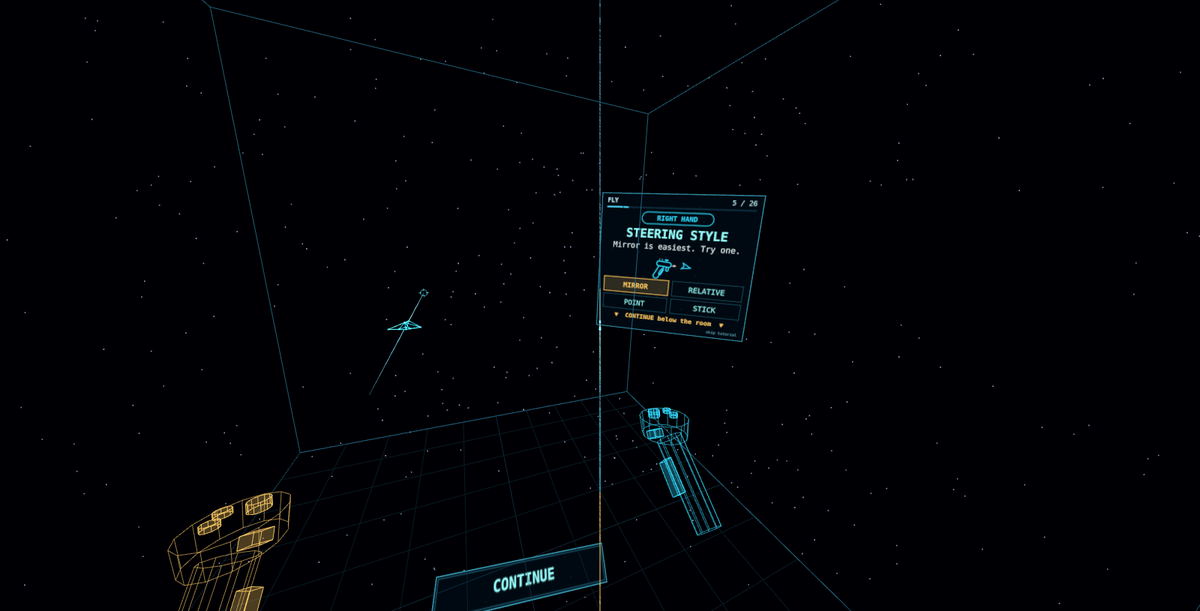 FLY 5 / 26
RIGHT HAND
STEERING STYLE
Mirror is easiest. Try one.
MIRROR RELATIVE
POINT STICK
▼ CONTINUE below the room ▼
skip tutorial
CONTINUE